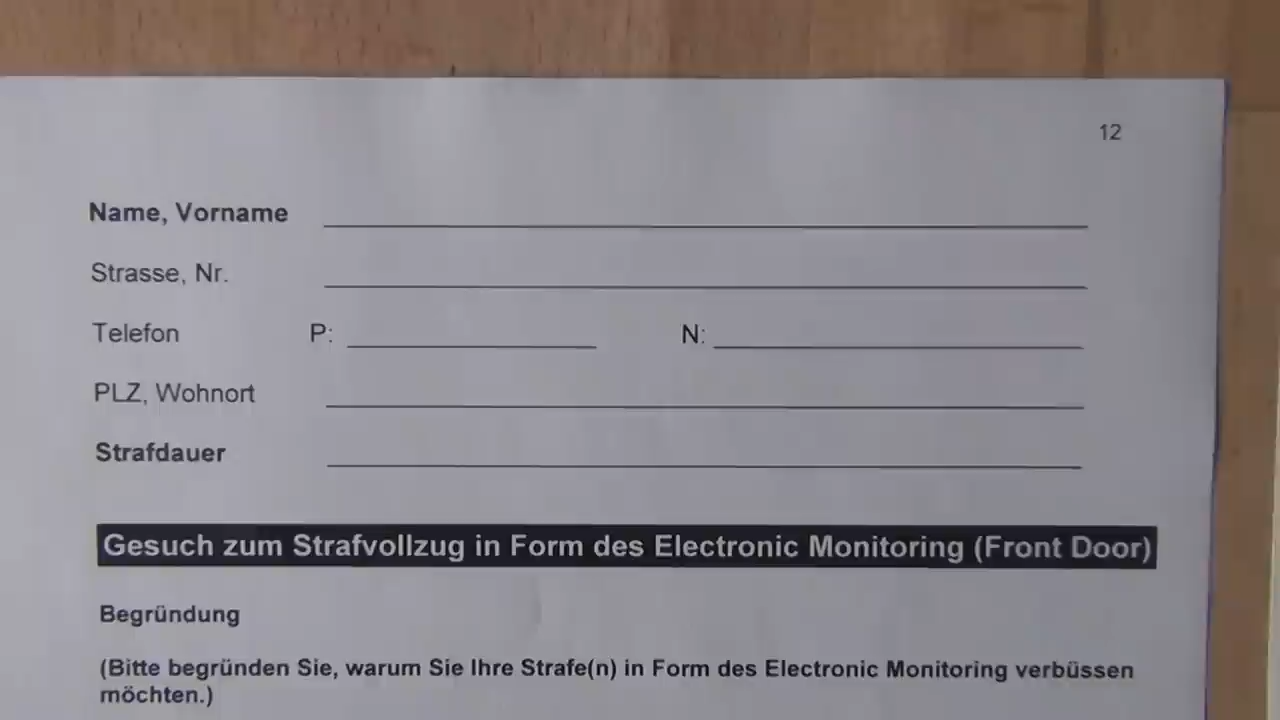 12
Name, Vorname
Strasse, Nr.
Telefon P: N:
PLZ, Wohnort
Strafdauer
Gesuch zum Strafvollzug in Form des Electronic Monitoring (Front Door)
Begründung
(Bitte begründen Sie, warum Sie Ihre Strafe(n) in Form des Electronic Monitoring verbüssen
möchten.)